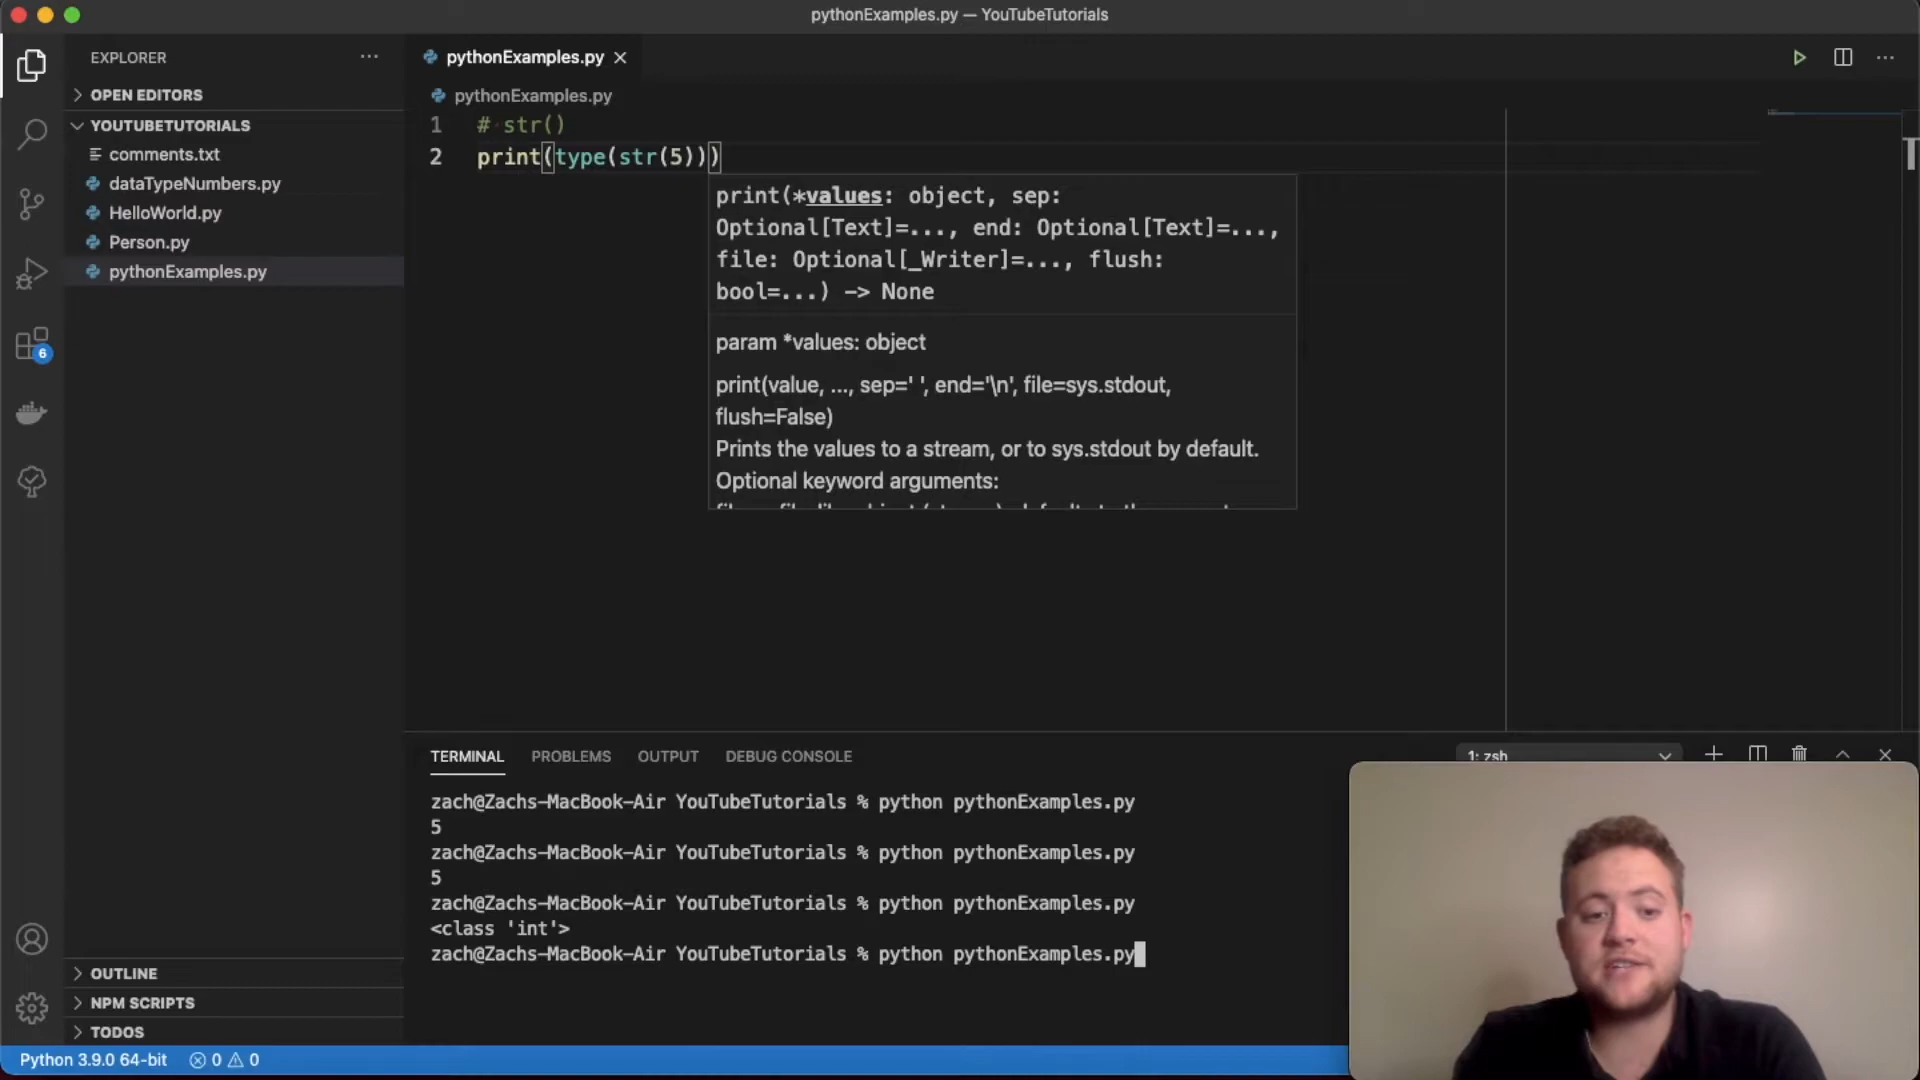 pythonExamples.py — YouTubeTutorials
EXPLORER
OPEN EDITORS
YOUTUBETUTORIALS
comments.txt
dataTypeNumbers.py
HelloWorld.py
Person.py
pythonExamples.py
6
OUTLINE
NPM SCRIPTS
TODOS
pythonExamples.py
pythonExamples.py
1 # str()
2 print(type(str(5)))
print(*values: object, sep:
Optional[Text]=..., end: Optional[Text]=...,
file: Optional[_Writer]=..., flush:
bool=...) -> None
param *values: object
print(value, ..., sep=' ', end='\n', file=sys.stdout,
flush=False)
Prints the values to a stream, or to sys.stdout by default.
Optional keyword arguments:
TERMINAL PROBLEMS OUTPUT DEBUG CONSOLE
1: zsh
zach@Zachs-MacBook-Air YouTubeTutorials % python pythonExamples.py
5
zach@Zachs-MacBook-Air YouTubeTutorials % python pythonExamples.py
5
zach@Zachs-MacBook-Air YouTubeTutorials % python pythonExamples.py
<class 'int'>
zach@Zachs-MacBook-Air YouTubeTutorials % python pythonExamples.py
Python 3.9.0 64-bit 0 0